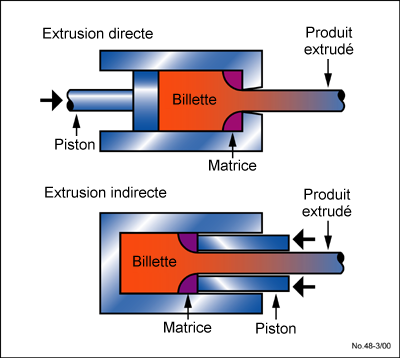 Extrusion directe
Produit
extrudé
Billette
Piston
Matrice
Extrusion indirecte
Produit
extrudé
Billette
Matrice
Piston
No.48-3/00